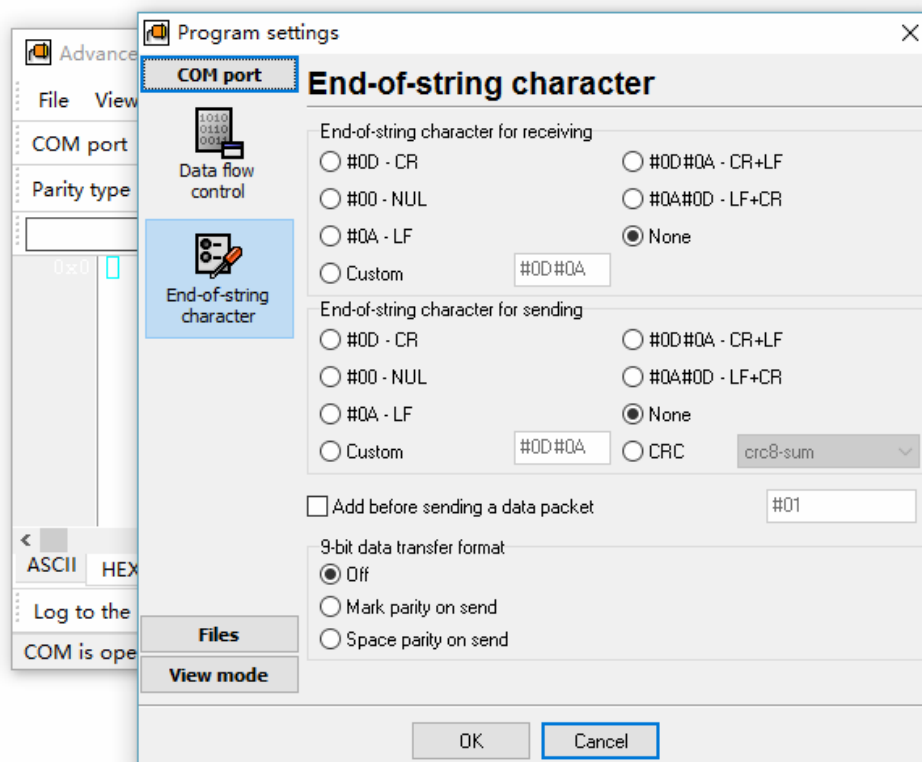 Program settings
Advance
File View
COM port
Parity type
0x0
ASCII HEX
Log to the
COM is ope
COM port
Data flow
control
End-of-string
character
Files
View mode
End-of-string character
End-of-string character for receiving
#0D - CR
#0D#0A - CR+LF
#00 - NUL
#0A#0D - LF+CR
#0A - LF
None
Custom
#0D#0A
End-of-string character for sending
#0D - CR
#0D#0A - CR+LF
#00 - NUL
#0A#0D - LF+CR
#0A - LF
None
Custom
#0D#0A
CRC
crc8-sum
Add before sending a data packet
#01
9-bit data transfer format
Off
Mark parity on send
Space parity on send
OK
Cancel